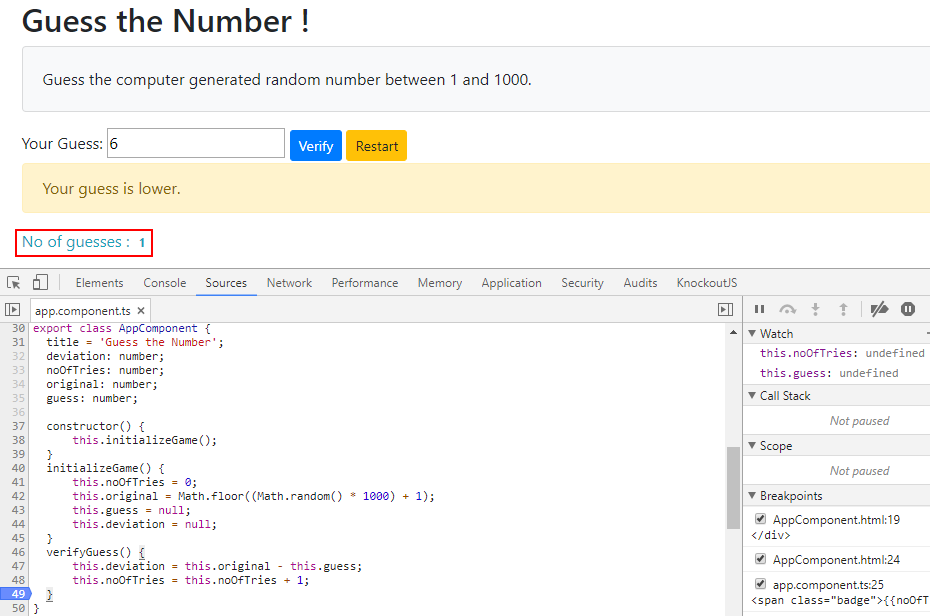 Guess the Number !
Guess the computer generated random number between 1 and 1000.
Your Guess: 6 Verify Restart
Your guess is lower.
No of guesses : 1
Elements Console Sources Network Performance Memory Application Security Audits KnockoutJS
app.component.ts ×
30 export class AppComponent {
31 title = 'Guess the Number';
32 deviation: number;
33 noOfTries: number;
34 original: number;
35 guess: number;
36
37 constructor() {
38 this.initializeGame();
39 }
40 initializeGame() {
41 this.noOfTries = 0;
42 this.original = Math.floor((Math.random() * 1000) + 1);
43 this.guess = null;
44 this.deviation = null;
45 }
46 verifyGuess() {
47 this.deviation = this.original - this.guess;
48 this.noOfTries = this.noOfTries + 1;
49 }
50 }
Watch
this.noOfTries: undefined
this.guess: undefined
Call Stack
Not paused
Scope
Not paused
Breakpoints
AppComponent.html:19
</div>
AppComponent.html:24
app.component.ts:25
<span class="badge">{{noOfT